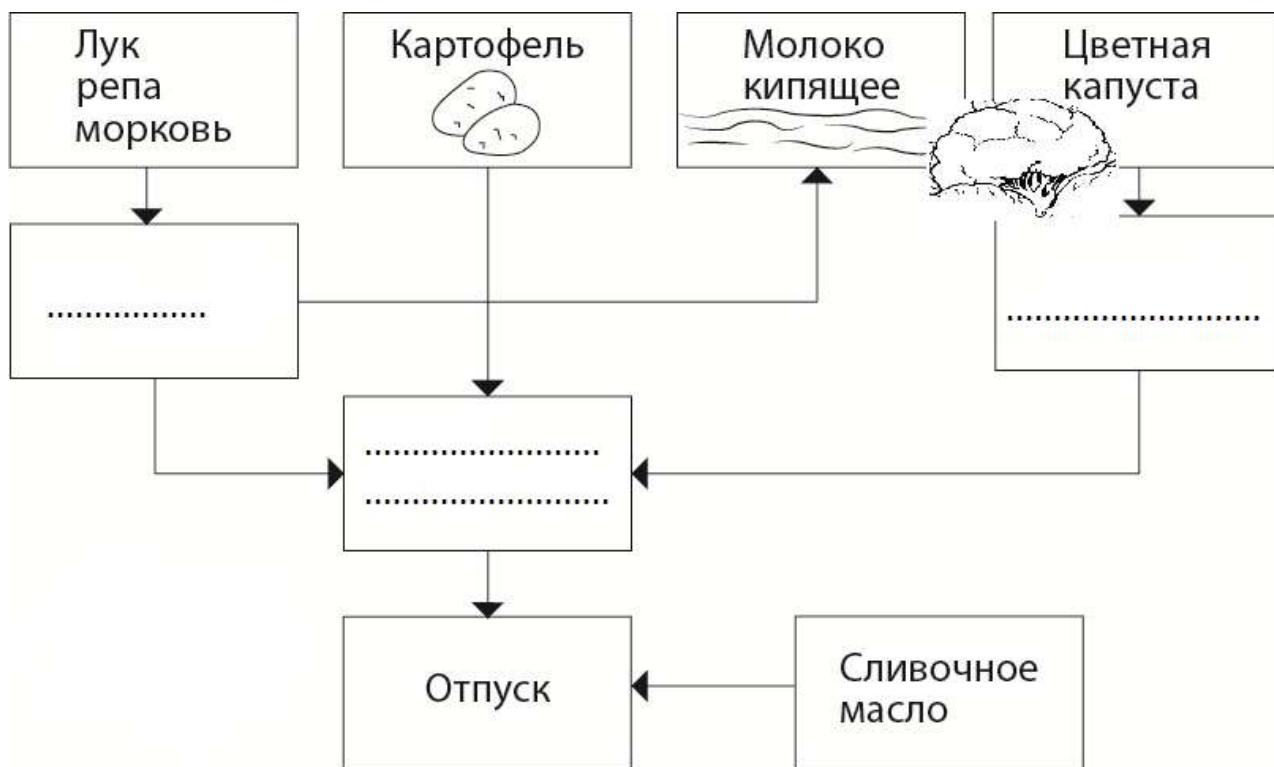 Лук
репа
морковь
Картофель
Молоко
кипящее
Цветная
капуста
.................
...........................
.........................
..........................
Отпуск
Сливочное
масло